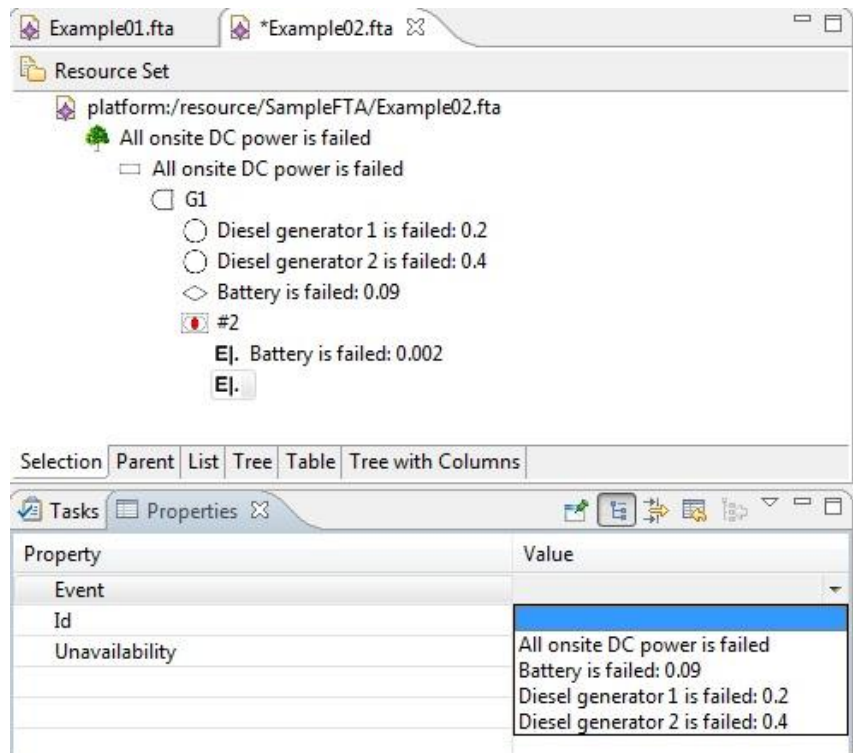 Example01.fta *Example02.fta
Resource Set
platform:/resource/SampleFTA/Example02.fta
All onsite DC power is failed
All onsite DC power is failed
G1
Diesel generator 1 is failed: 0.2
Diesel generator 2 is failed: 0.4
Battery is failed: 0.09
#2
E|. Battery is failed: 0.002
E|.
Selection Parent List Tree Table Tree with Columns
Tasks Properties
Property Value
Event
Id
Unavailability
All onsite DC power is failed
Battery is failed: 0.09
Diesel generator 1 is failed: 0.2
Diesel generator 2 is failed: 0.4